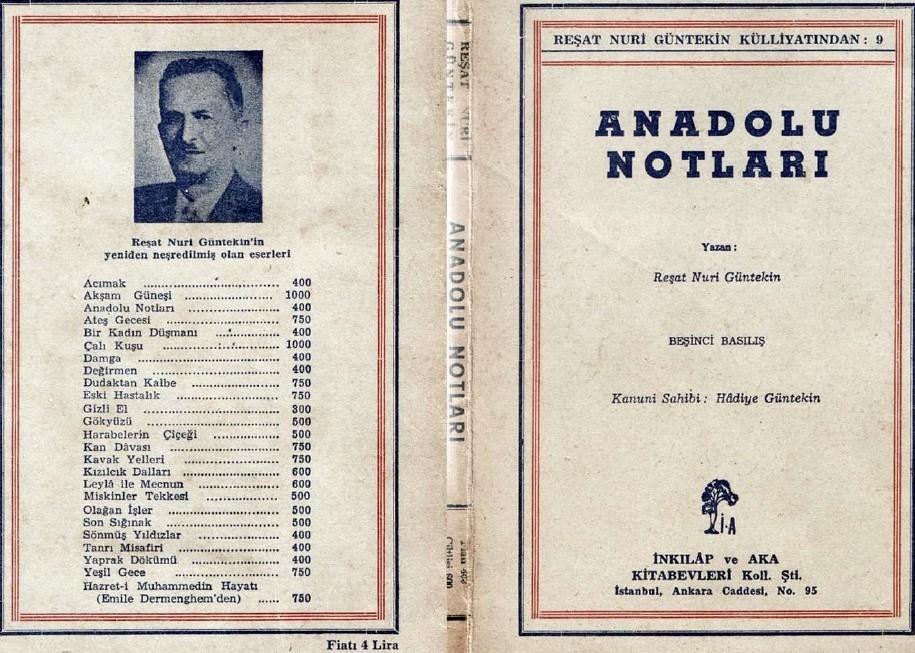 Reşat Nuri Güntekin'in
yeniden neşredilmiş olan eserleri
Acımak ................................ 400
Akşam Güneşi ..................... 1000
Anadolu Notları ..................... 400
Ateş Gecesi ........................... 750
Bir Kadın Düşmanı ............... 400
Çalı Kuşu ........................... 1000
Damga ................................ 400
Değirmen ........................... 400
Dudaktan Kalbe ..................... 750
Eski Hastalık ..................... 750
Gizli El ................................ 300
Gökyüzü ................................ 500
Harabelerin Çiçeği ............... 500
Kan Dâvası ........................... 750
Kavak Yelleri ..................... 750
Kızılcık Dalları ..................... 600
Leylâ ile Mecnun ............... 600
Miskinler Tekkesi ............... 500
Olağan İşler ........................... 500
Son Sığınak ........................... 500
Sönmüş Yıldızlar ............... 400
Tanrı Misafiri ..................... 400
Yaprak Dökümü ..................... 400
Yeşil Gece ........................... 750
Hazret-i Muhammedin Hayatı
(Emile Dermenghem'den) ...... 750
Fiatı 4 Lira
REŞAT NURİ
GÜNTEKİN
ANADOLU NOTLARI
REŞAT NURİ GÜNTEKİN KÜLLİYATINDAN: 9
ANADOLU
NOTLARI
Yazan:
Reşat Nuri Güntekin
BEŞİNCİ BASILIŞ
Kanuni Sahibi: Hâdiye Güntekin
İ.A
İNKILÂP ve AKA
KİTABEVLERİ Koll. Şti.
İstanbul, Ankara Caddesi, No. 95